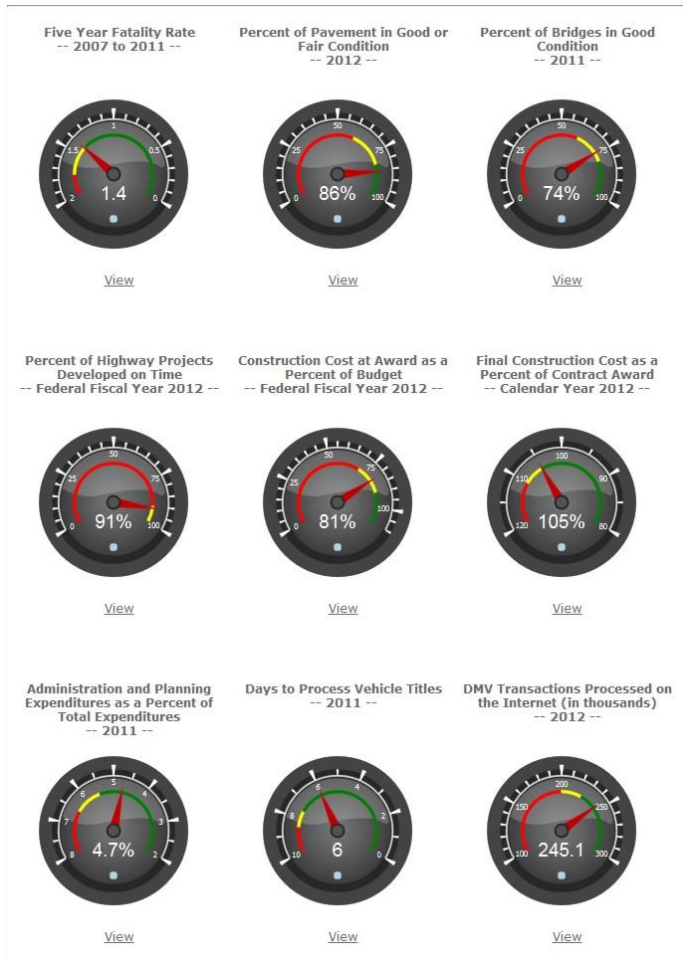 Five Year Fatality Rate
-- 2007 to 2011 --
2
1.5
1
0.5
0
1.4
View
Percent of Pavement in Good or
Fair Condition
-- 2012 --
0
25
50
75
100
86%
View
Percent of Bridges in Good
Condition
-- 2011 --
0
25
50
75
100
74%
View
Percent of Highway Projects
Developed on Time
-- Federal Fiscal Year 2012 --
0
25
50
75
100
91%
View
Construction Cost at Award as a
Percent of Budget
-- Federal Fiscal Year 2012 --
0
25
50
75
100
81%
View
Final Construction Cost as a
Percent of Contract Award
-- Calendar Year 2012 --
120
110
100
90
80
105%
View
Administration and Planning
Expenditures as a Percent of
Total Expenditures
-- 2011 --
8
7
6
5
4
3
2
4.7%
View
Days to Process Vehicle Titles
-- 2011 --
10
8
6
4
2
0
6
View
DMV Transactions Processed on
the Internet (in thousands)
-- 2012 --
100
150
200
250
300
245.1
View